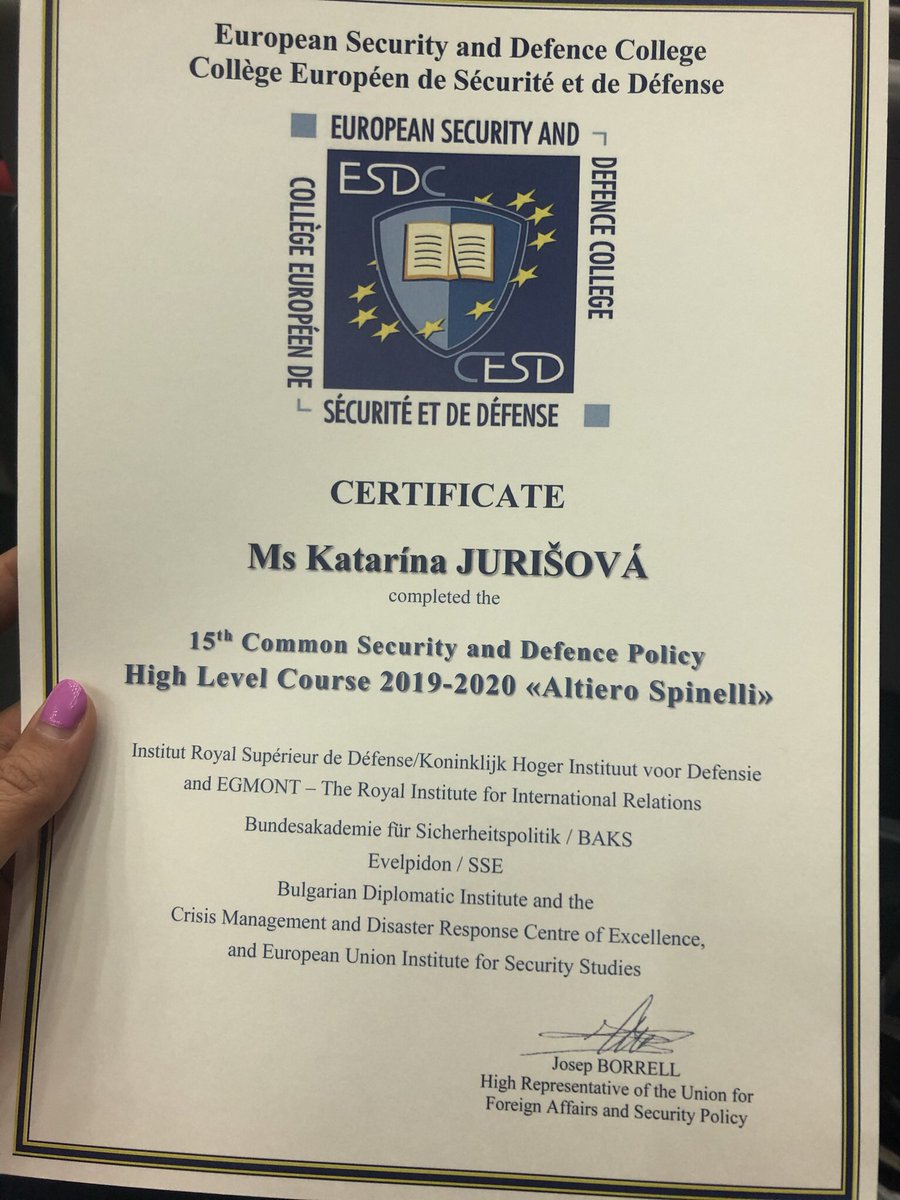 European Security and Defence College
Collège Européen de Sécurité et de Défense
EUROPEAN SECURITY AND
DEFENCE COLLEGE
ESDC
COLLÈGE EUROPÉEN DE
CESD
SÉCURITÉ ET DE DÉFENSE
CERTIFICATE
Ms Katarína JURIŠOVÁ
completed the
15th Common Security and Defence Policy
High Level Course 2019-2020 «Altiero Spinelli»
Institut Royal Supérieur de Défense/Koninklijk Hoger Instituut voor Defensie
and EGMONT – The Royal Institute for International Relations
Bundesakademie für Sicherheitspolitik / BAKS
Evelpidon / SSE
Bulgarian Diplomatic Institute and the
Crisis Management and Disaster Response Centre of Excellence,
and European Union Institute for Security Studies
Josep BORRELL
High Representative of the Union for
Foreign Affairs and Security Policy